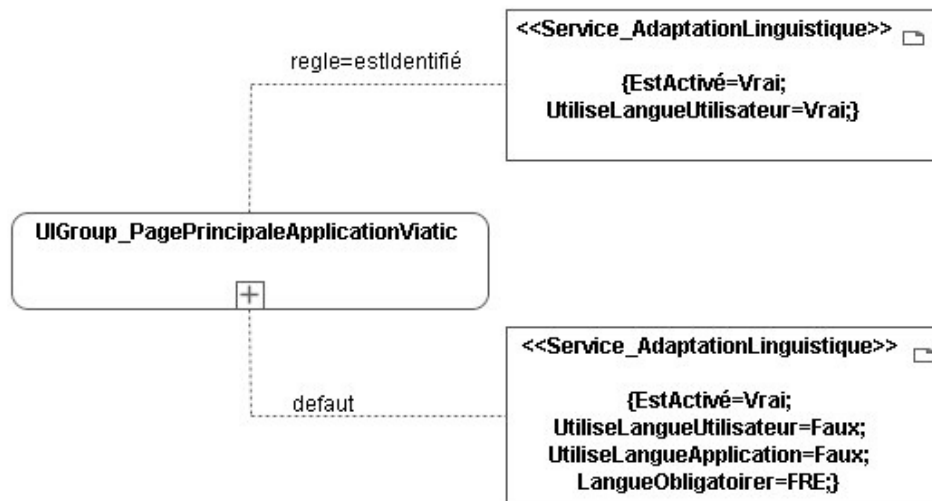 <<Service_AdaptationLinguistique>>
regle=estIdentifié
{EstActivé=Vrai;
UtiliseLangueUtilisateur=Vrai;}
UIGroup_PagePrincipaleApplicationViatic
<<Service_AdaptationLinguistique>>
defaut
{EstActivé=Vrai;
UtiliseLangueUtilisateur=Faux;
UtiliseLangueApplication=Faux;
LangueObligatoirer=FRE;}